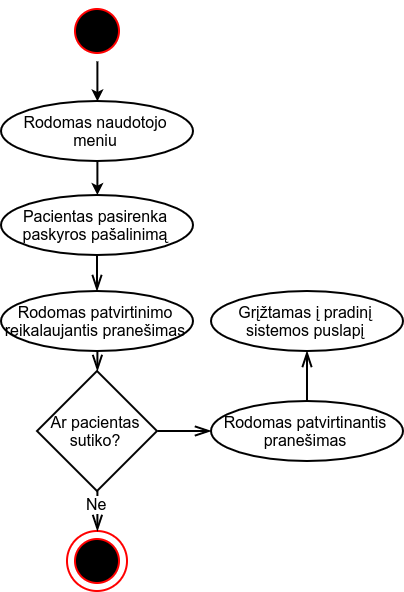 Rodomas naudotojo
meniu
Pacientas pasirenka
paskyros pašalinimą
Rodomas patvirtinimo
reikalaujantis pranešimas
Grįžtamas į pradinį
sistemos puslapį
Ar pacientas
sutiko?
Rodomas patvirtinantis
pranešimas
Ne